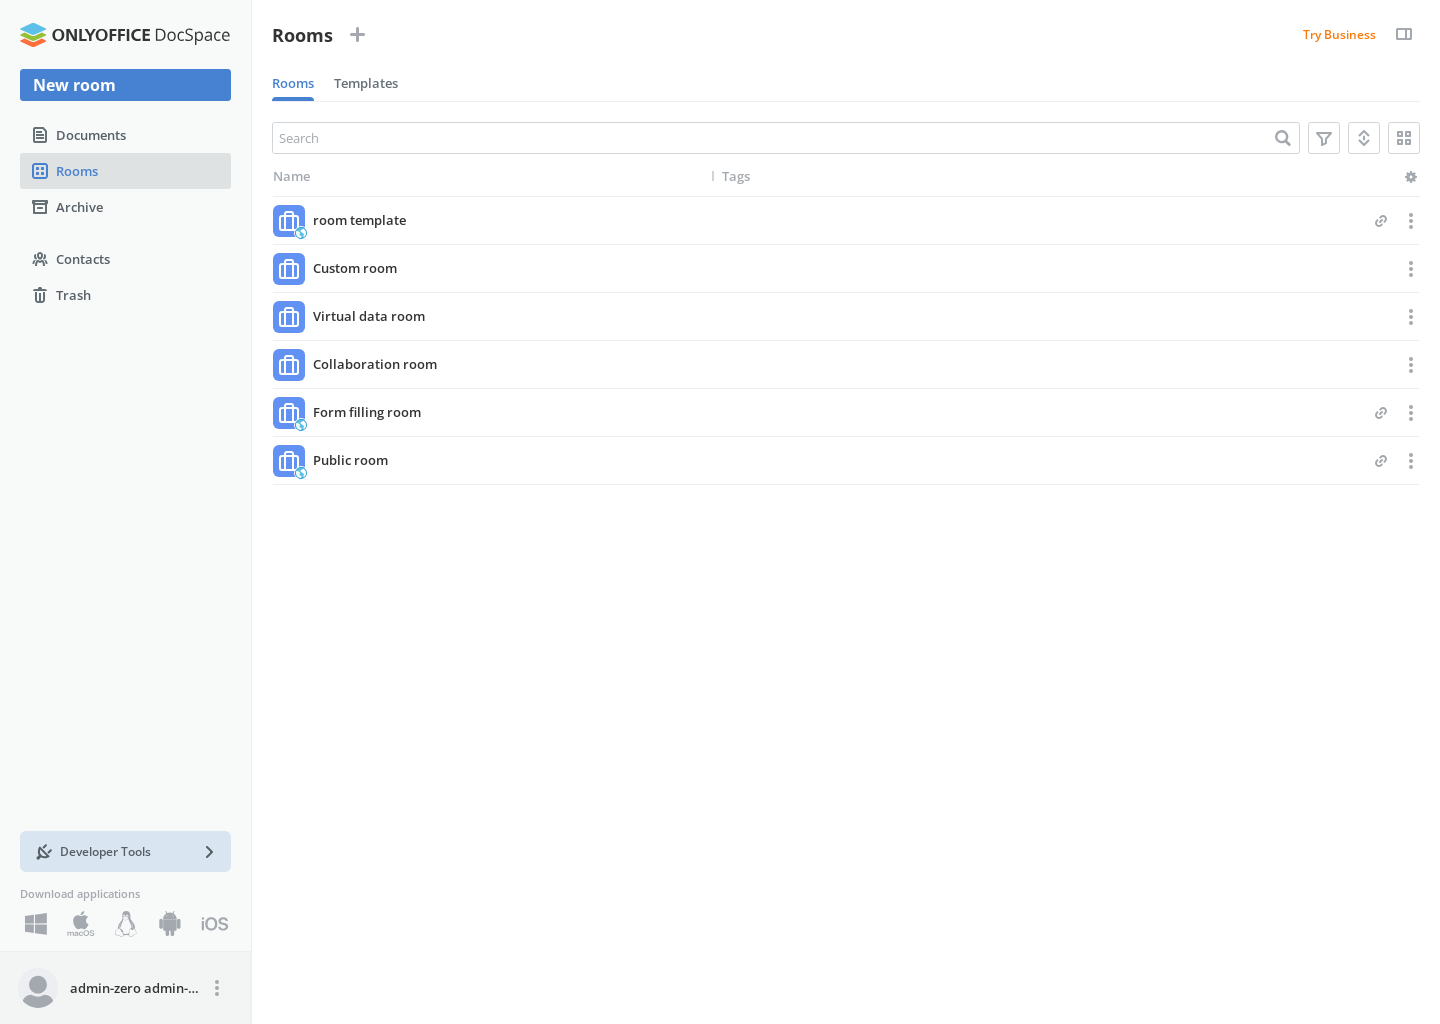 ONLYOFFICE DocSpace
New room
Documents
Rooms
Archive
Contacts
Trash
Developer Tools
Download applications
macOS
iOS
admin-zero admin-...
Rooms
Try Business
Rooms
Templates
Search
Name
Tags
room template
Custom room
Virtual data room
Collaboration room
Form filling room
Public room